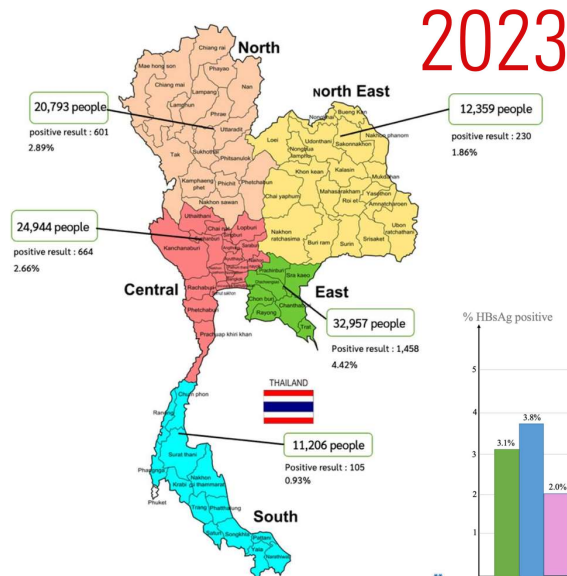 2023
North
Chiang rai
Mae hong son
Phayao
Chiang mai
Lampang
Nan
Lamphun
Phrae
Uttaradit
Tak
Sukhothai
Phitsanulok
Kamphaeng
phet
Phichit
Phetchabun
Nakhon sawan
20,793 people
positive result : 601
2.89%
North East
Bueng Kan
Loei
Udonthani
Sakonnakhon
Nakhon phanom
Nongbua
lamphu
Khon kean
Kalasin
Mukdahan
Chai yaphum
Mahasarakham
Roi et
Yasothon
Amnatcharoen
Ubon
ratchathani
Nakhon
ratchasima
Buri ram
Surin
Srisaket
12,359 people
positive result : 230
1.86%
24,944 people
positive result : 664
2.66%
Uthaithani
Chai nat
Lopburi
Kanchanaburi
Central
Rachaburi
Phetchaburi
Prachuap khiri khan
Sra kaeo
Chon buri
Chanthaburi
Rayong
Trat
East
32,957 people
Positive result : 1,458
4.42%
THAILAND
Chum phon
Ranong
Surat thani
Phangnga
Phuket
Krabi
Nakhon
Trang
Phatthalung
Satun
Songkhla
Pattani
Yala
South
11,206 people
Positive result : 105
0.93%
% HBsAg positive
5
4
3
2
1
3.1%
3.8%
2.0%